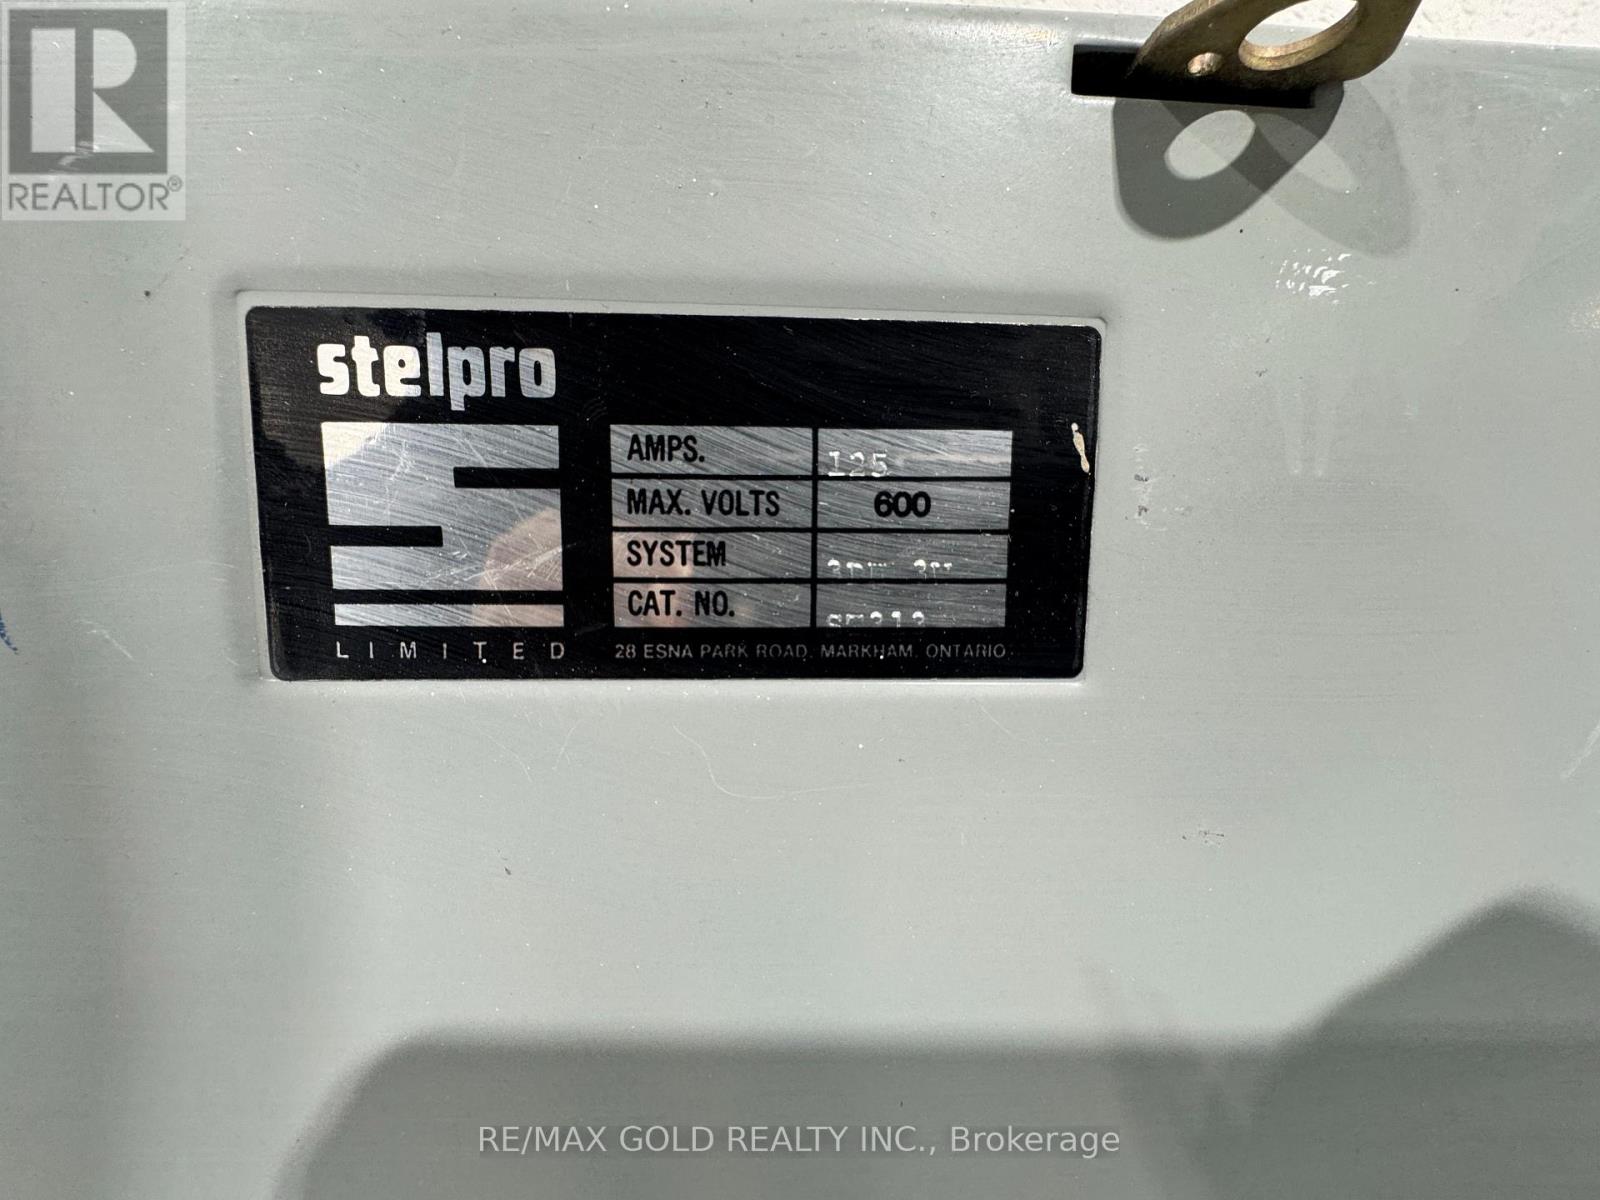 REALTOR®
stelpro
AMPS. 125
MAX. VOLTS 600
SYSTEM
CAT. NO.
LIMITED
28 ESNA PARK ROAD, MARKHAM, ONTARIO
RE/MAX GOLD REALTY INC., Brokerage